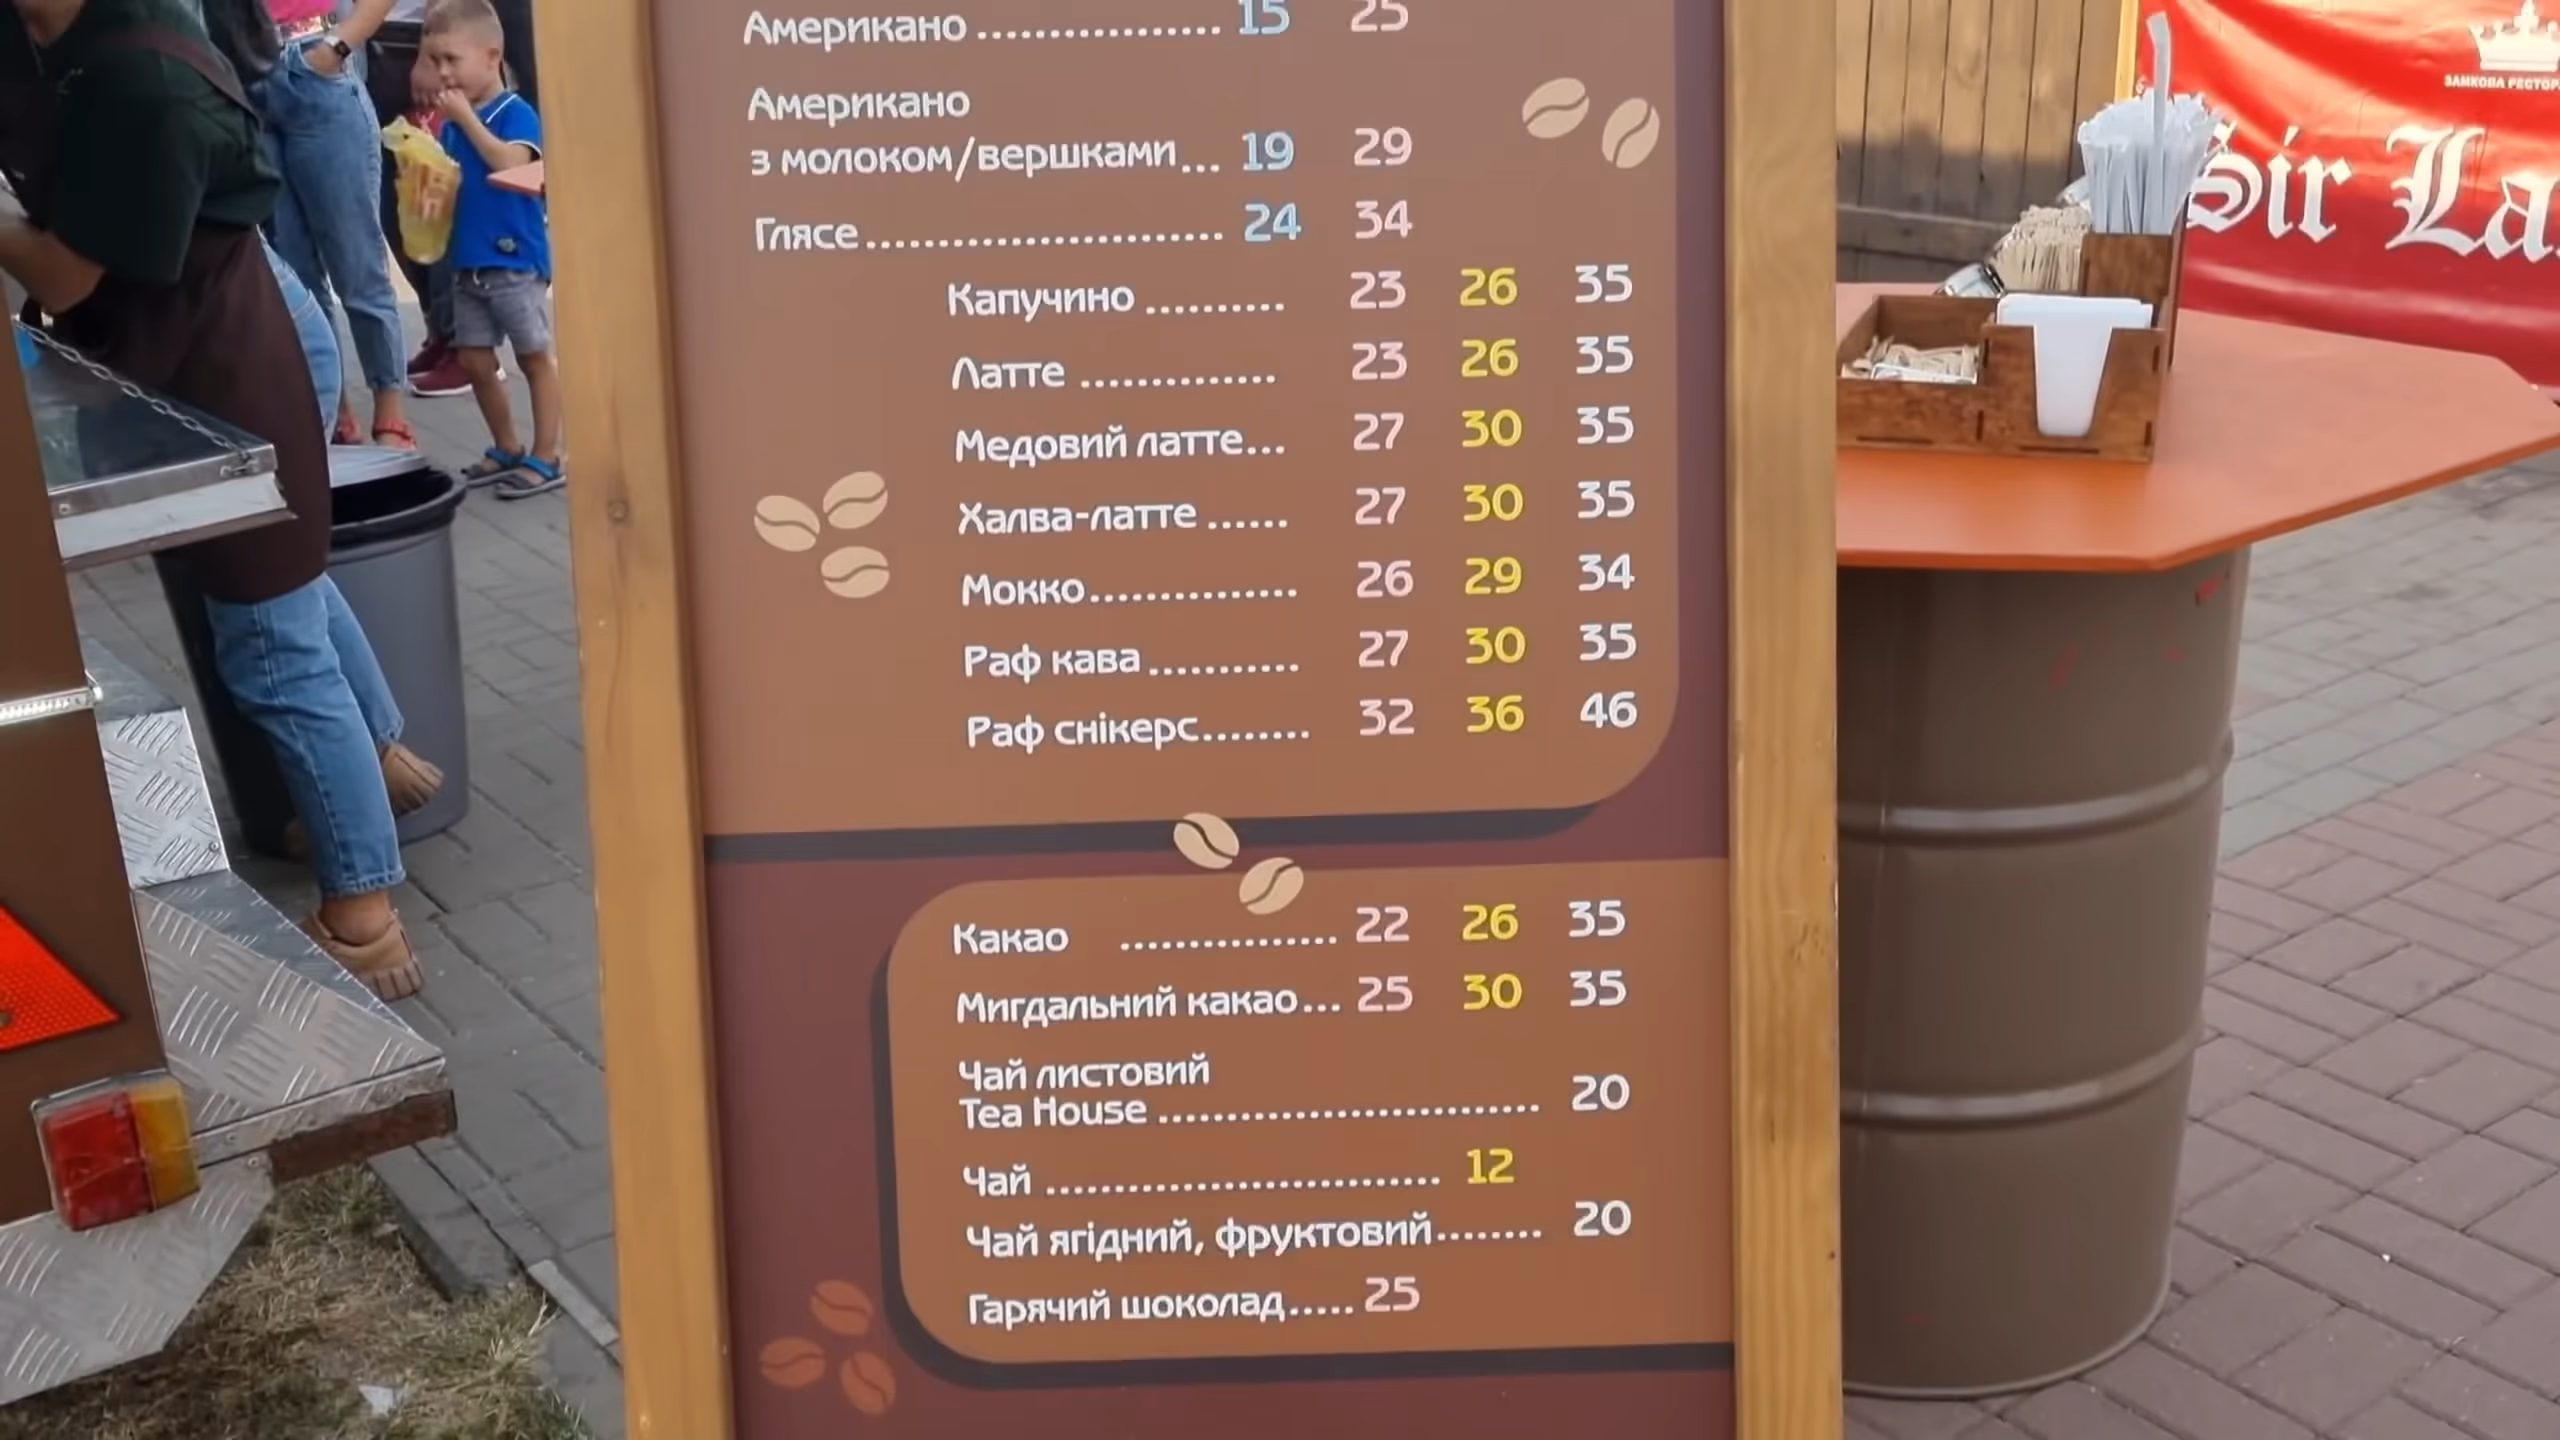 Американо ................. 15 25
Американо
з молоком/вершками... 19 29
Глясе......................... 24 34
Капучино .......... 23 26 35
Латте .............. 23 26 35
Медовий латте... 27 30 35
Халва-латте ...... 27 30 35
Мокко............... 26 29 34
Раф кава........... 27 30 35
Раф снікерс........ 32 36 46
Какао ................ 22 26 35
Мигдальний какао... 25 30 35
Чай листовий
Tea House ............................ 20
Чай ............................. 12
Чай ягідний, фруктовий........ 20
Гарячий шоколад..... 25
ЗАМКОВА
Sir